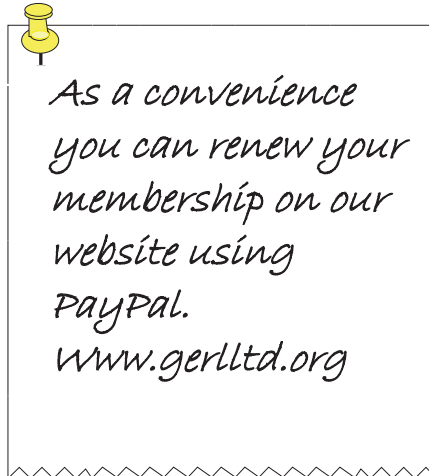 As a convenience
you can renew your
membership on our
website using
PayPal.
Www.gerlltd.org